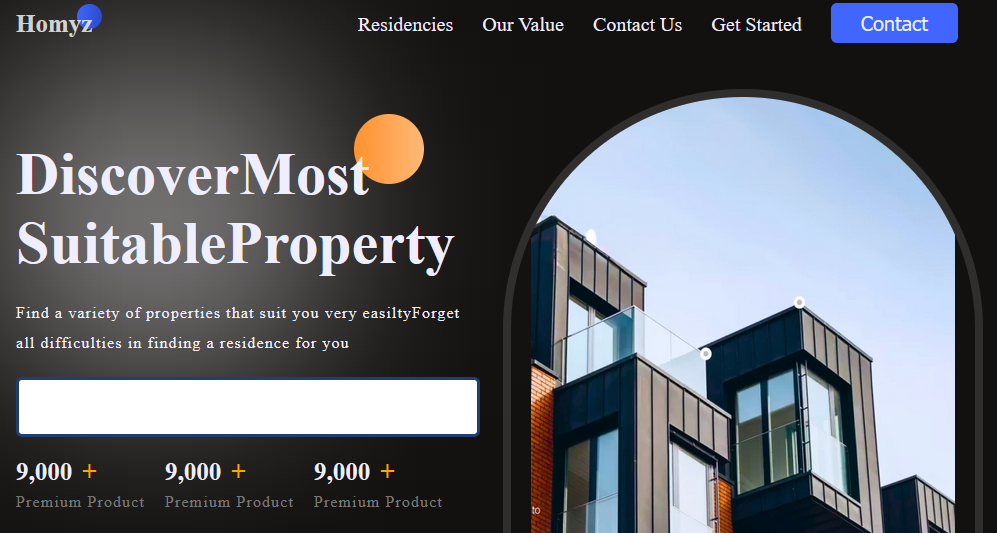 Homyz
Residencies Our Value Contact Us Get Started Contact
DiscoverMost
SuitableProperty
Find a variety of properties that suit you very easiltyForget
all difficulties in finding a residence for you
9,000 + 9,000 + 9,000 +
Premium Product Premium Product Premium Product
to